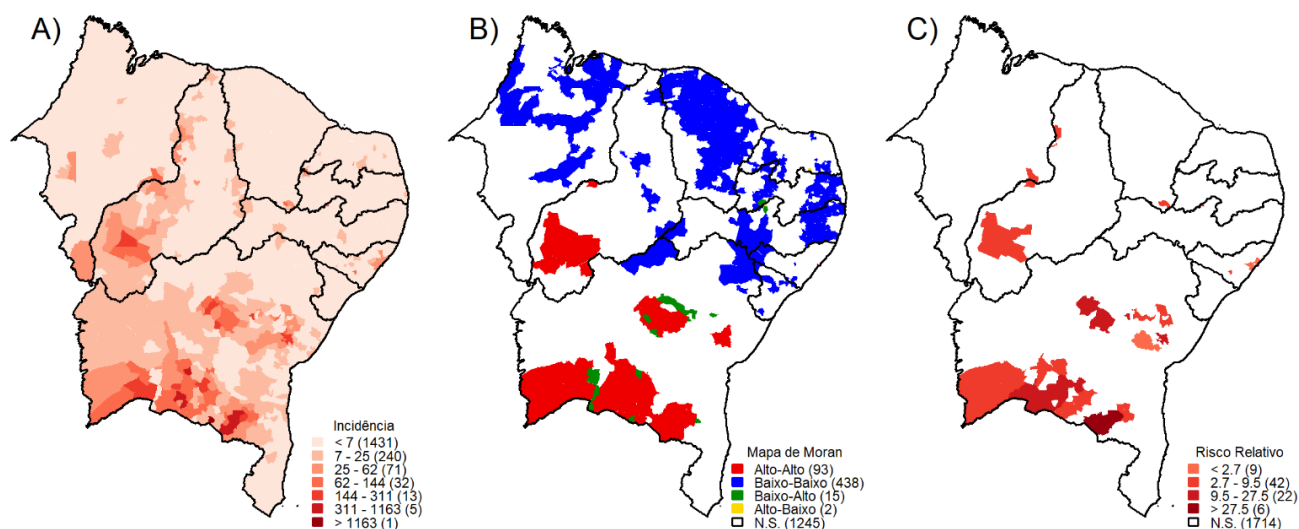 A)
Incidência
< 7 (1431)
7 - 25 (240)
25 - 62 (71)
62 - 144 (32)
144 - 311 (13)
311 - 1163 (5)
> 1163 (1)
B)
Mapa de Moran
Alto-Alto (93)
Baixo-Baixo (438)
Baixo-Alto (15)
Alto-Baixo (2)
N.S. (1245)
C)
Risco Relativo
< 2.7 (9)
2.7 - 9.5 (42)
9.5 - 27.5 (22)
> 27.5 (6)
N.S. (1714)